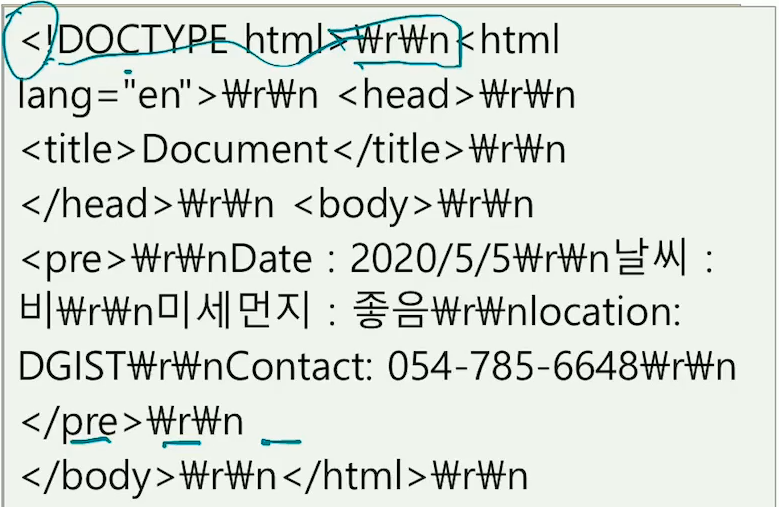 <!DOCTYPE html>₩r₩n<html
lang="en">₩r₩n <head>₩r₩n
<title>Document</title>₩r₩n
</head>₩r₩n <body>₩r₩n
<pre>₩r₩nDate : 2020/5/5₩r₩n날씨 :
비₩r₩n미세먼지 : 좋음₩r₩nlocation:
DGIST₩r₩nContact: 054-785-6648₩r₩n
</pre>₩r₩n
</body>₩r₩n</html>₩r₩n